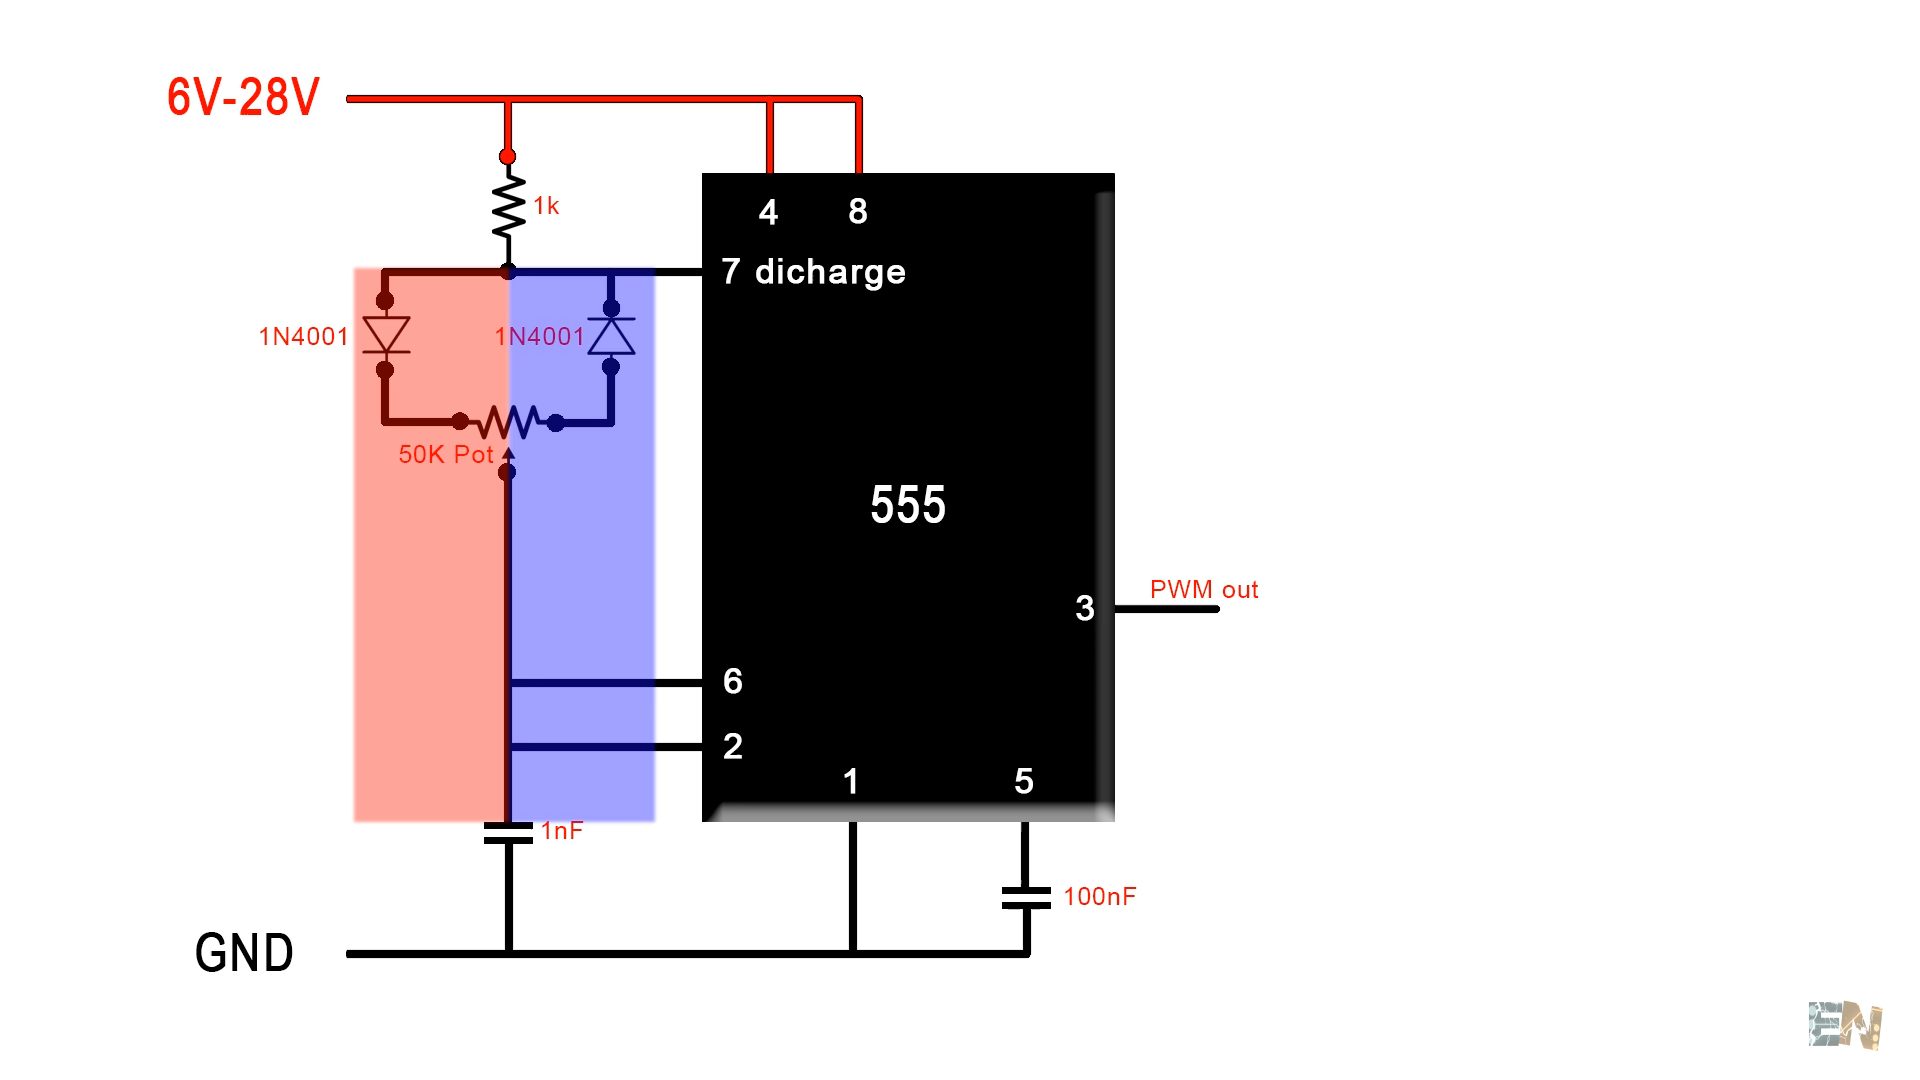 6V-28V
1k
4 8
7 dicharge
1N4001
1N4001
50K Pot
555
PWM out
3
6
2
1 5
1nF
100nF
GND
EN